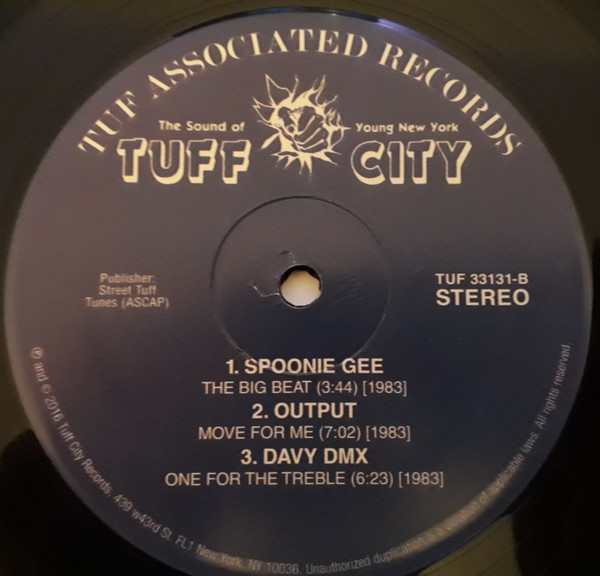 TUF ASSOCIATED RECORDS
The Sound of Young New York
TUFF CITY
Publisher:
Street Tuff
Tunes (ASCAP)
TUF 33131-B
STEREO
1. SPOONIE GEE
THE BIG BEAT (3:44) [1983]
2. OUTPUT
MOVE FOR ME (7:02) [1983]
3. DAVY DMX
ONE FOR THE TREBLE (6:23) [1983]
℗ and © 2016 Tuff City Records, 439 w43rd St. FL1 New York, NY 10036. Unauthorized duplication is a violation of applicable laws. All rights reserved.